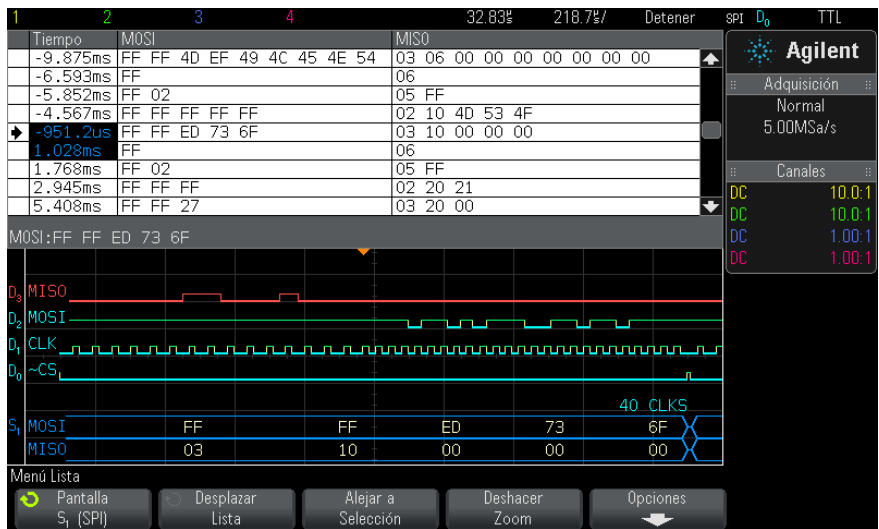 1 2 3 4 32.83㎲ 218.7㎲/ Detener SPI D₀ TTL
Tiempo MOSI MISO
-9.875ms FF FF 4D EF 49 4C 45 4E 54 03 06 00 00 00 00 00 00 00
-6.593ms FF 06
-5.852ms FF 02 05 FF
-4.567ms FF FF FF FF FF 02 10 4D 53 4F
-951.2us FF FF ED 73 6F 03 10 00 00 00
1.028ms FF 06
1.768ms FF 02 05 FF
2.945ms FF FF FF 02 20 21
5.408ms FF FF 27 03 20 00
MOSI:FF FF ED 73 6F
Agilent
Adquisición
Normal
5.00MSa/s
Canales
DC 10.0:1
DC 10.0:1
DC 1.00:1
DC 1.00:1
D₃ MISO
D₂ MOSI
D₁ CLK
D₀ ~CS
40 CLKS
S₁ MOSI FF FF ED 73 6F
MISO 03 10 00 00 00
Menú Lista
Pantalla
S₁ (SPI)
Desplazar
Lista
Alejar a
Selección
Deshacer
Zoom
Opciones